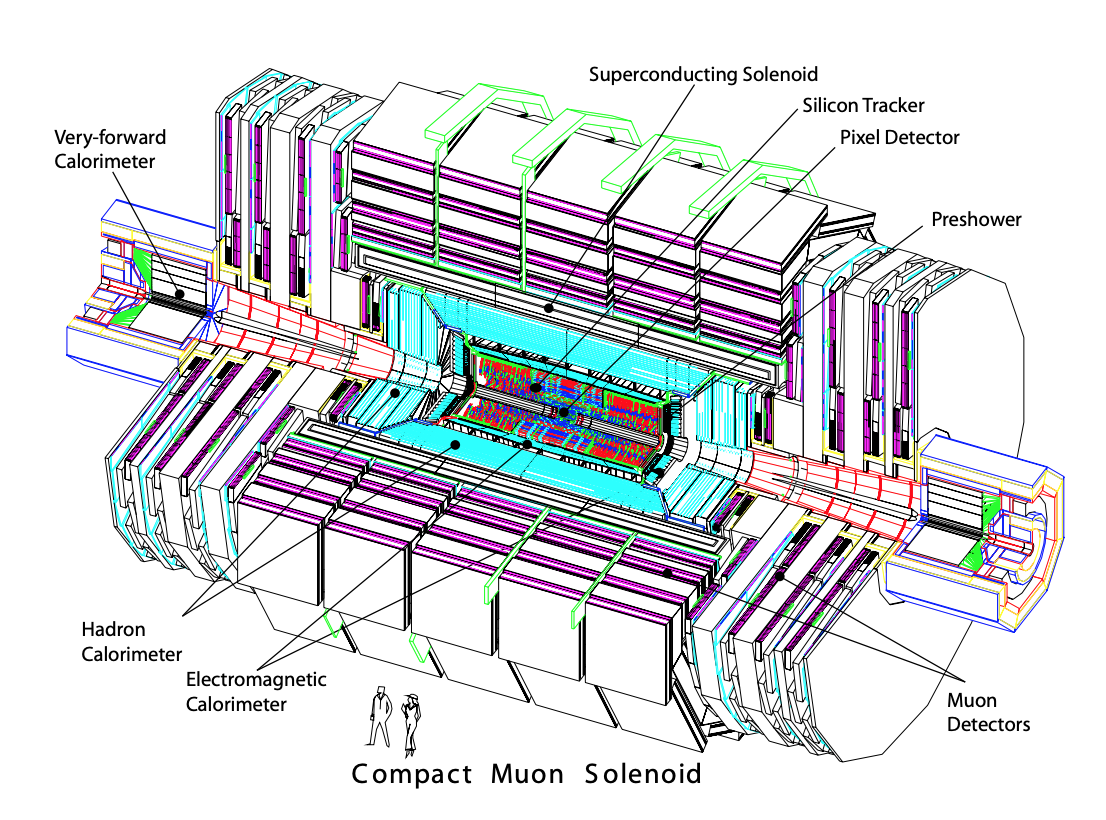 Superconducting Solenoid
Silicon Tracker
Very-forward
Calorimeter
Pixel Detector
Preshower
Hadron
Calorimeter
Electromagnetic
Calorimeter
Muon
Detectors
Compact Muon Solenoid